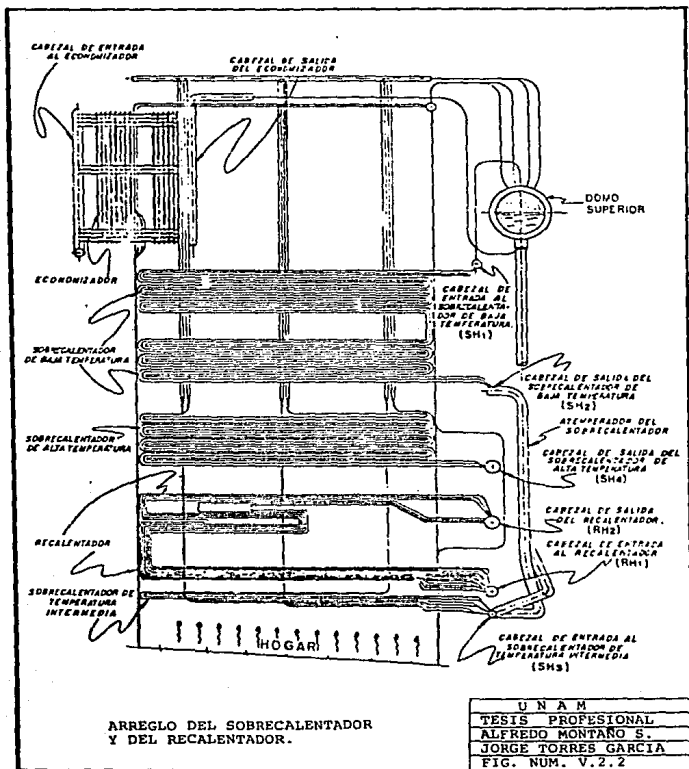 CABEZAL DE ENTRADA
AL ECONOMIZADOR
CABEZAL DE SALIDA
DEL ECONOMIZADOR
DOMO
SUPERIOR
ECONOMIZADOR
CABEZAL DE
ENTRADA AL
SOBRECALENTA-
DOR DE BAJA
TEMPERATURA.
(SH1)
SOBRECALENTADOR
DE BAJA TEMPERATURA
CABEZAL DE SALIDA DEL
SOBRECALENTADOR DE
BAJA TEMPERATURA
(SH2)
ATEMPERADOR DEL
SOBRECALENTADOR
SOBRECALENTADOR
DE ALTA TEMPERATURA
CABEZAL DE SALIDA DEL
SOBRECALENTADOR DE
ALTA TEMPERATURA
(SH4)
CABEZAL DE SALIDA
DEL RECALENTADOR.
(RH2)
RECALENTADOR
CABEZAL DE ENTRADA
AL RECALENTADOR
(RH1)
SOBRECALENTADOR DE
TEMPERATURA
INTERMEDIA
HOGAR
CABEZAL DE ENTRADA AL
SOBRECALENTADOR DE
TEMPERATURA INTERMEDIA
(SH3)
ARREGLO DEL SOBRECALENTADOR
Y DEL RECALENTADOR.
U N A M
TESIS PROFESIONAL
ALFREDO MONTAÑO S.
JORGE TORRES GARCIA
FIG. NUM. V.2.2